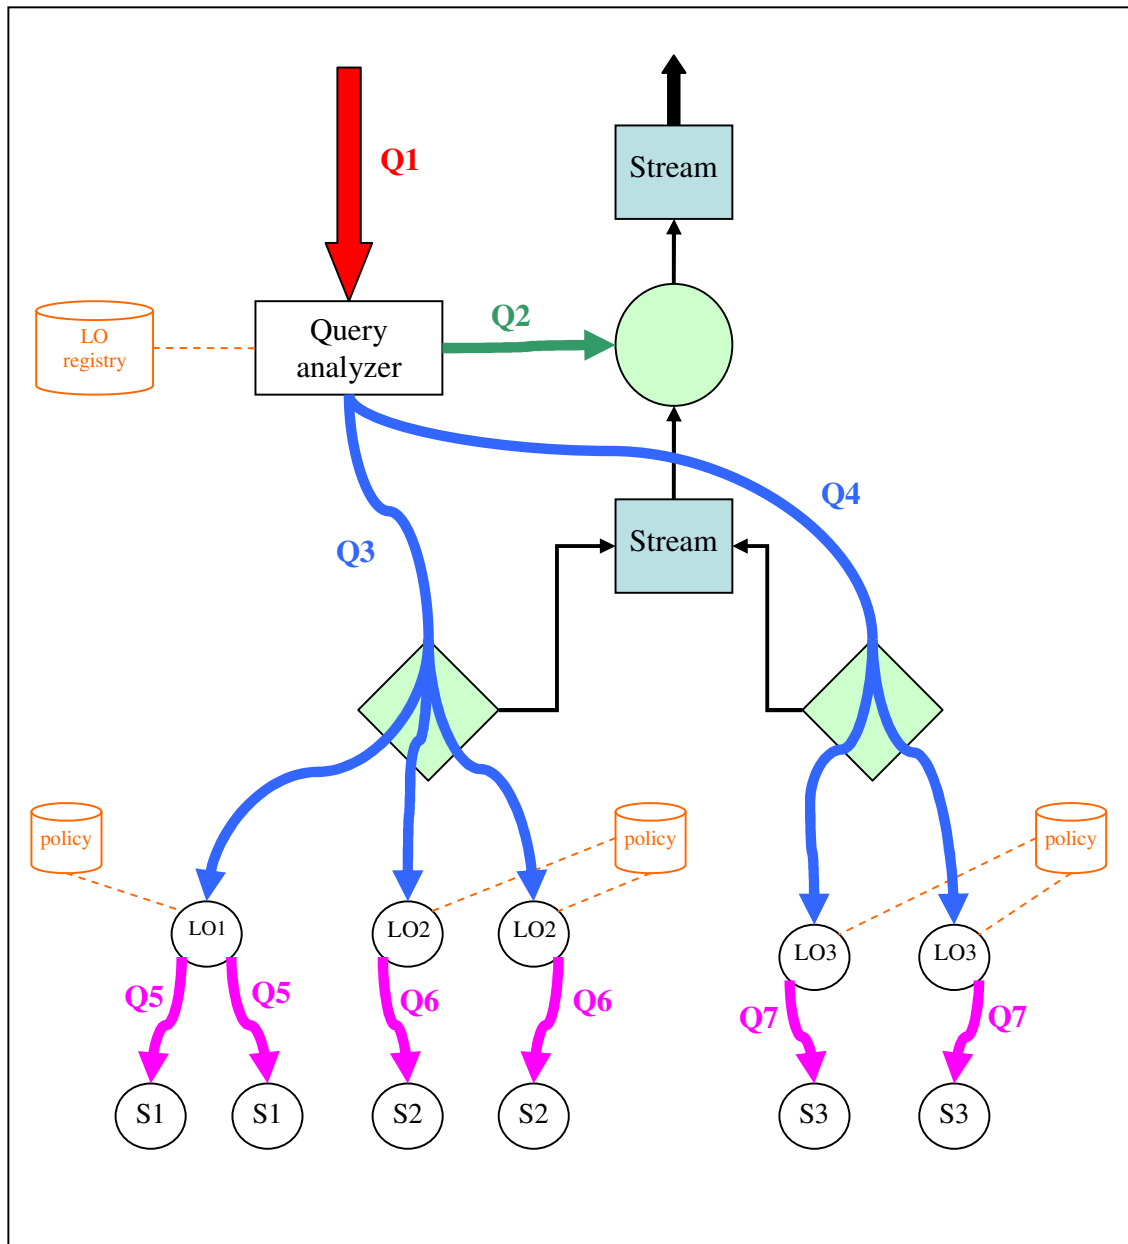 Q1
Stream
LO
registry
Query
analyzer
Q2
Q4
Q3
Stream
policy
policy
policy
LO1
LO2
LO2
LO3
LO3
Q5
Q5
Q6
Q6
Q7
Q7
S1
S1
S2
S2
S3
S3